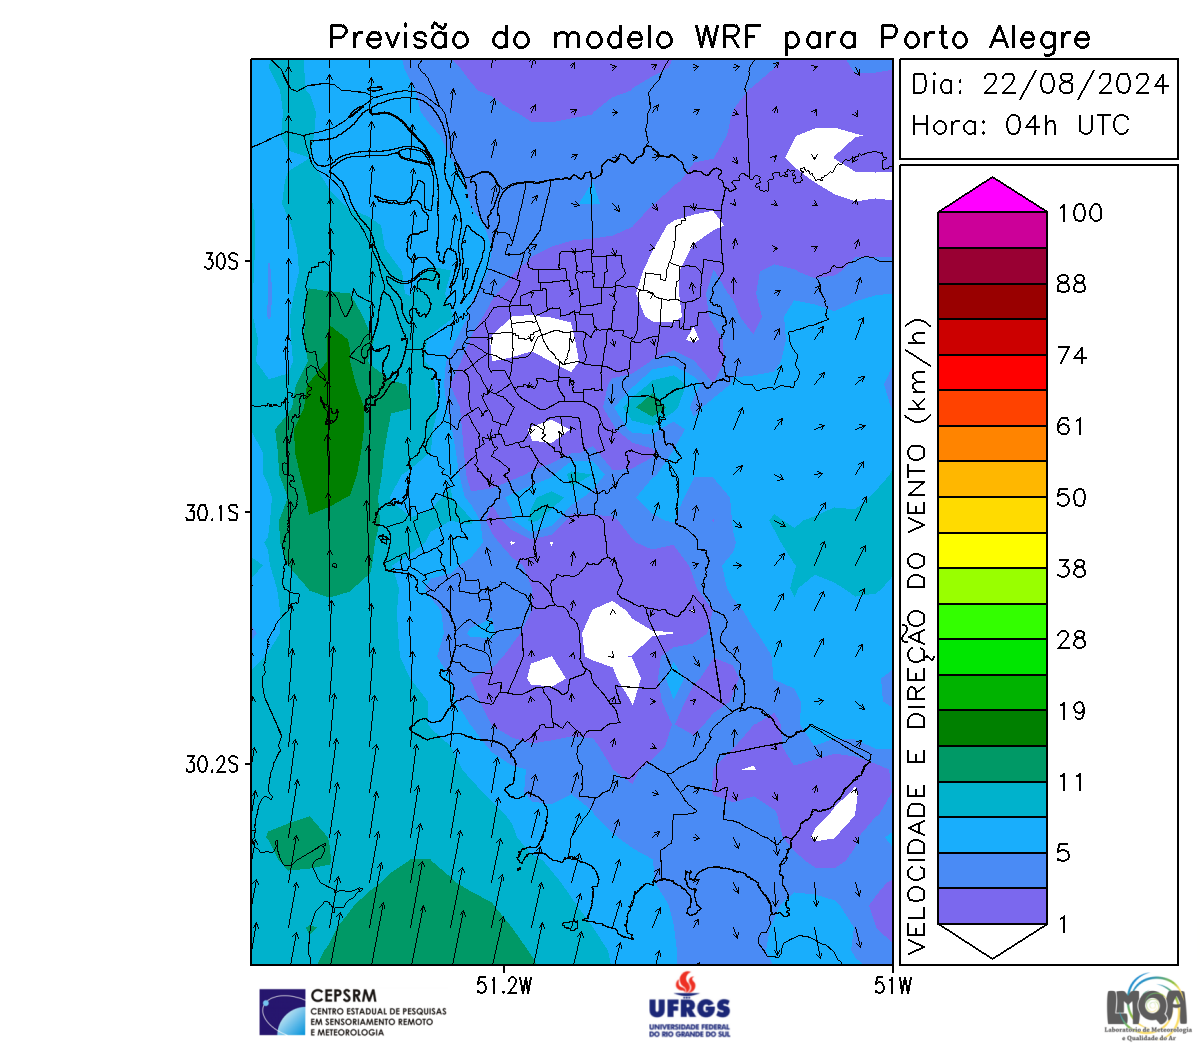 Previsão do modelo WRF para Porto Alegre
Dia: 22/08/2024
Hora: 04h UTC
30S
30.1S
30.2S
51.2W
51W
VELOCIDADE E DIREÇÃO DO VENTO (km/h)
100
88
74
61
50
38
28
19
11
5
1
CEPSRM
CENTRO ESTADUAL DE PESQUISAS
EM SENSORIAMENTO REMOTO
E METEOROLOGIA
UFRGS
UNIVERSIDADE FEDERAL
DO RIO GRANDE DO SUL
LMQA
Laboratório de Meteorologia
e Qualidade do Ar